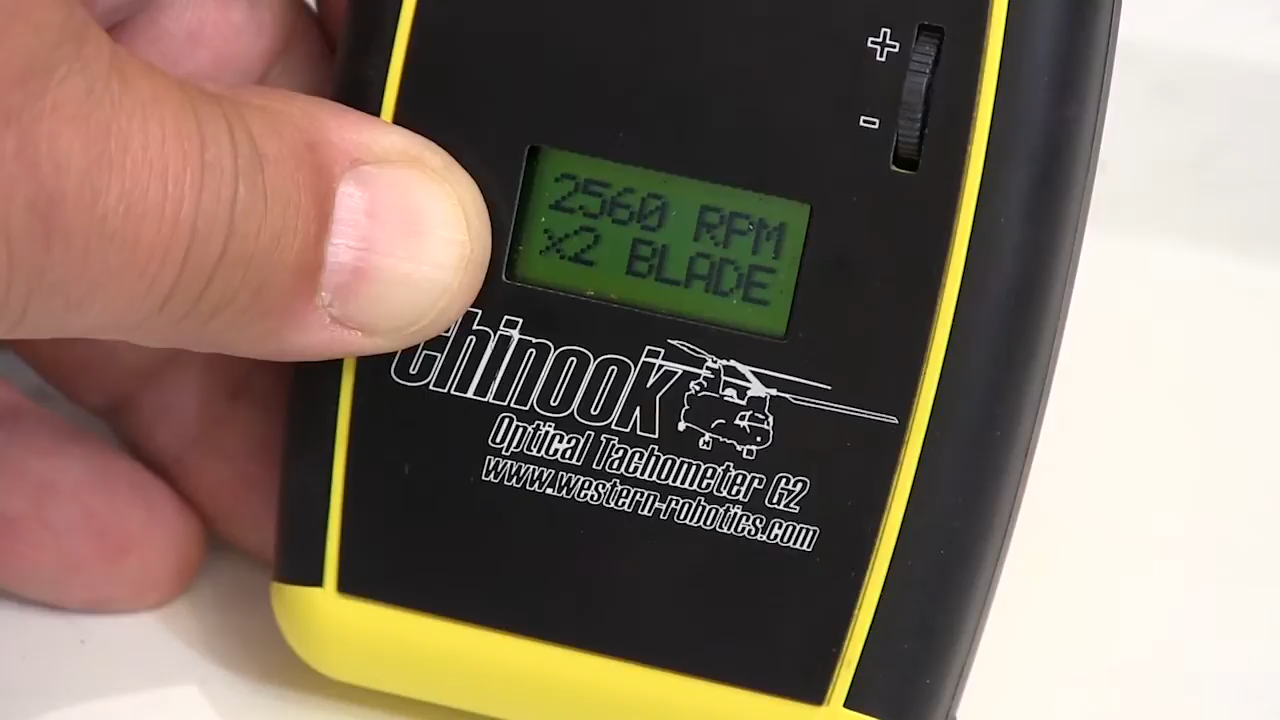 +
-
2560 RPM
x2 BLADE
Chinook
Optical Tachometer G2
www.western-robotics.com